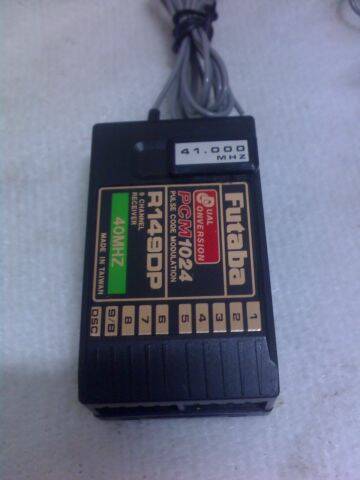 41.000
MHZ
Futaba
DUAL
CONVERSION
PCM1024
PULSE CODE MODULATION
R149DP
9 CHANNEL
RECEIVER
40MHZ
MADE IN TAIWAN
1
2
3
4
5
6
7
8
9/B
DSC